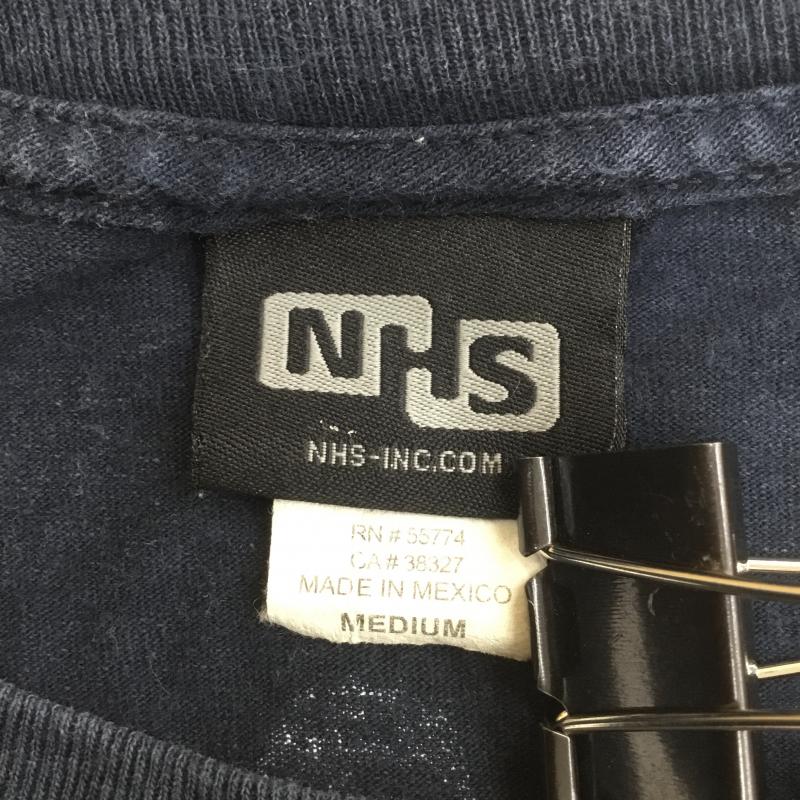 NHS
NHS-INC.COM
RN # 55774
CA # 38327
MADE IN MEXICO
MEDIUM